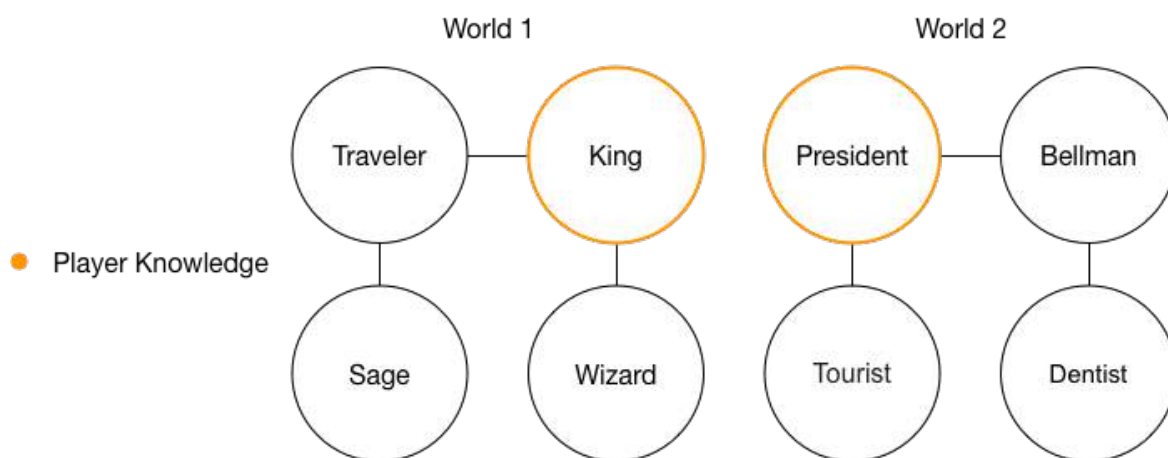 World 1
World 2
Traveler
King
President
Bellman
Player Knowledge
Sage
Wizard
Tourist
Dentist